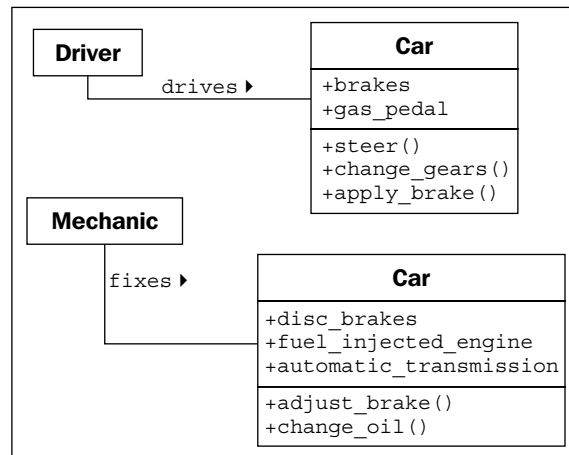 Driver
drives
Car
+brakes
+gas_pedal
+steer()
+change_gears()
+apply_brake()
Mechanic
fixes
Car
+disc_brakes
+fuel_injected_engine
+automatic_transmission
+adjust_brake()
+change_oil()